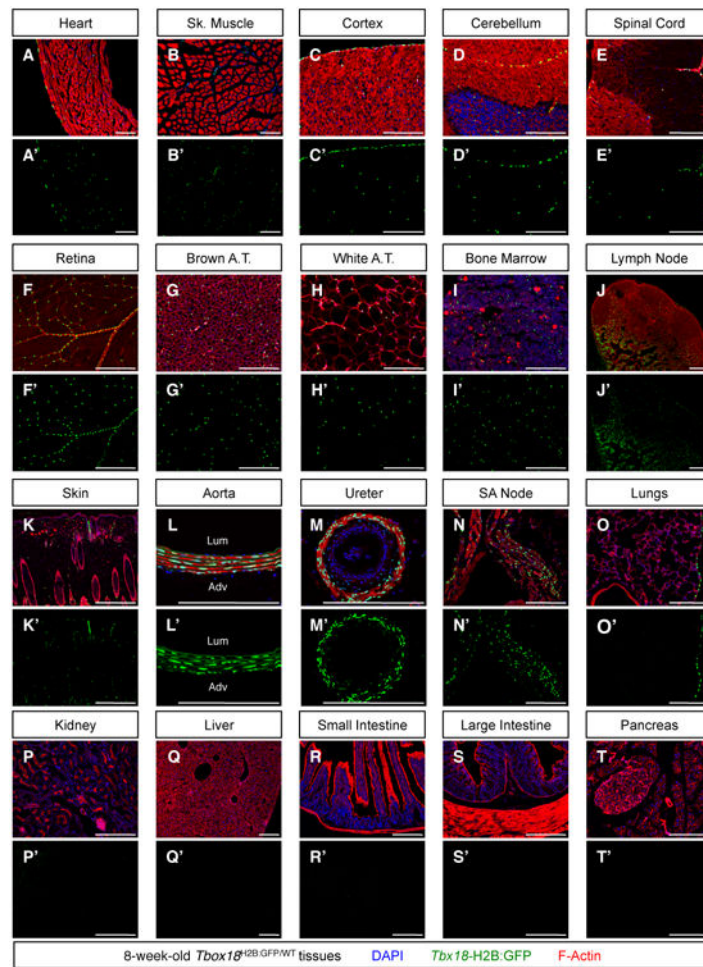 Heart Sk. Muscle Cortex Cerebellum Spinal Cord
A B C D E
A' B' C' D' E'
Retina Brown A.T. White A.T. Bone Marrow Lymph Node
F G H I J
F' G' H' I' J'
Skin Aorta Ureter SA Node Lungs
K L Lum Adv M N O
K' L' Lum Adv M' N' O'
Kidney Liver Small Intestine Large Intestine Pancreas
P Q R S T
P' Q' R' S' T'
8-week-old Tbox18H2B:GFP/WT tissues DAPI Tbx18-H2B:GFP F-Actin